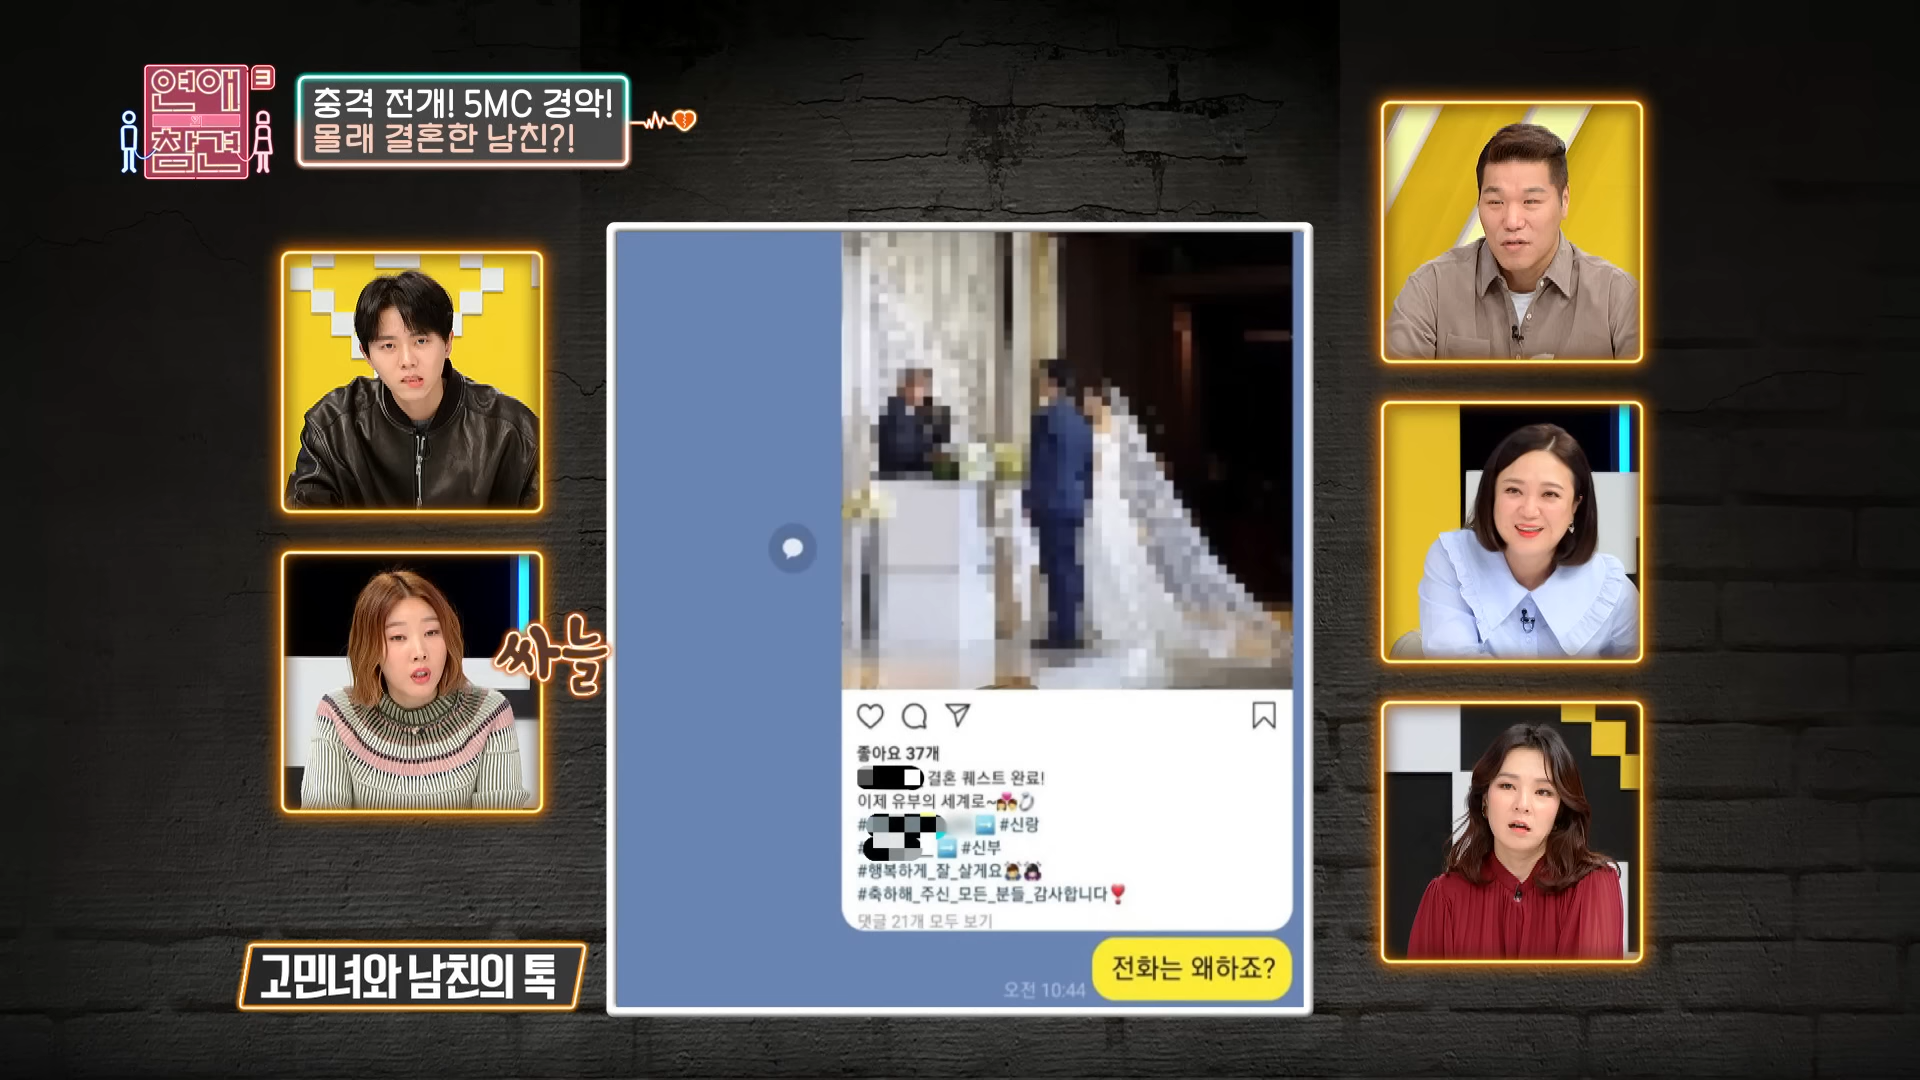 연애
의
참견
3
충격 전개! 5MC 경악!
몰래 결혼한 남친?!
싸늘
좋아요 37개
결혼 퀘스트 완료!
이제 유부의 세계로~💑💍
# ➡️ #신랑
# ➡️ #신부
#행복하게_잘_살게요🙇🙇‍♀️
#축하해_주신_모든_분들_감사합니다❣️
댓글 21개 모두 보기
전화는 왜하죠?
오전 10:44
고민녀와 남친의 톡